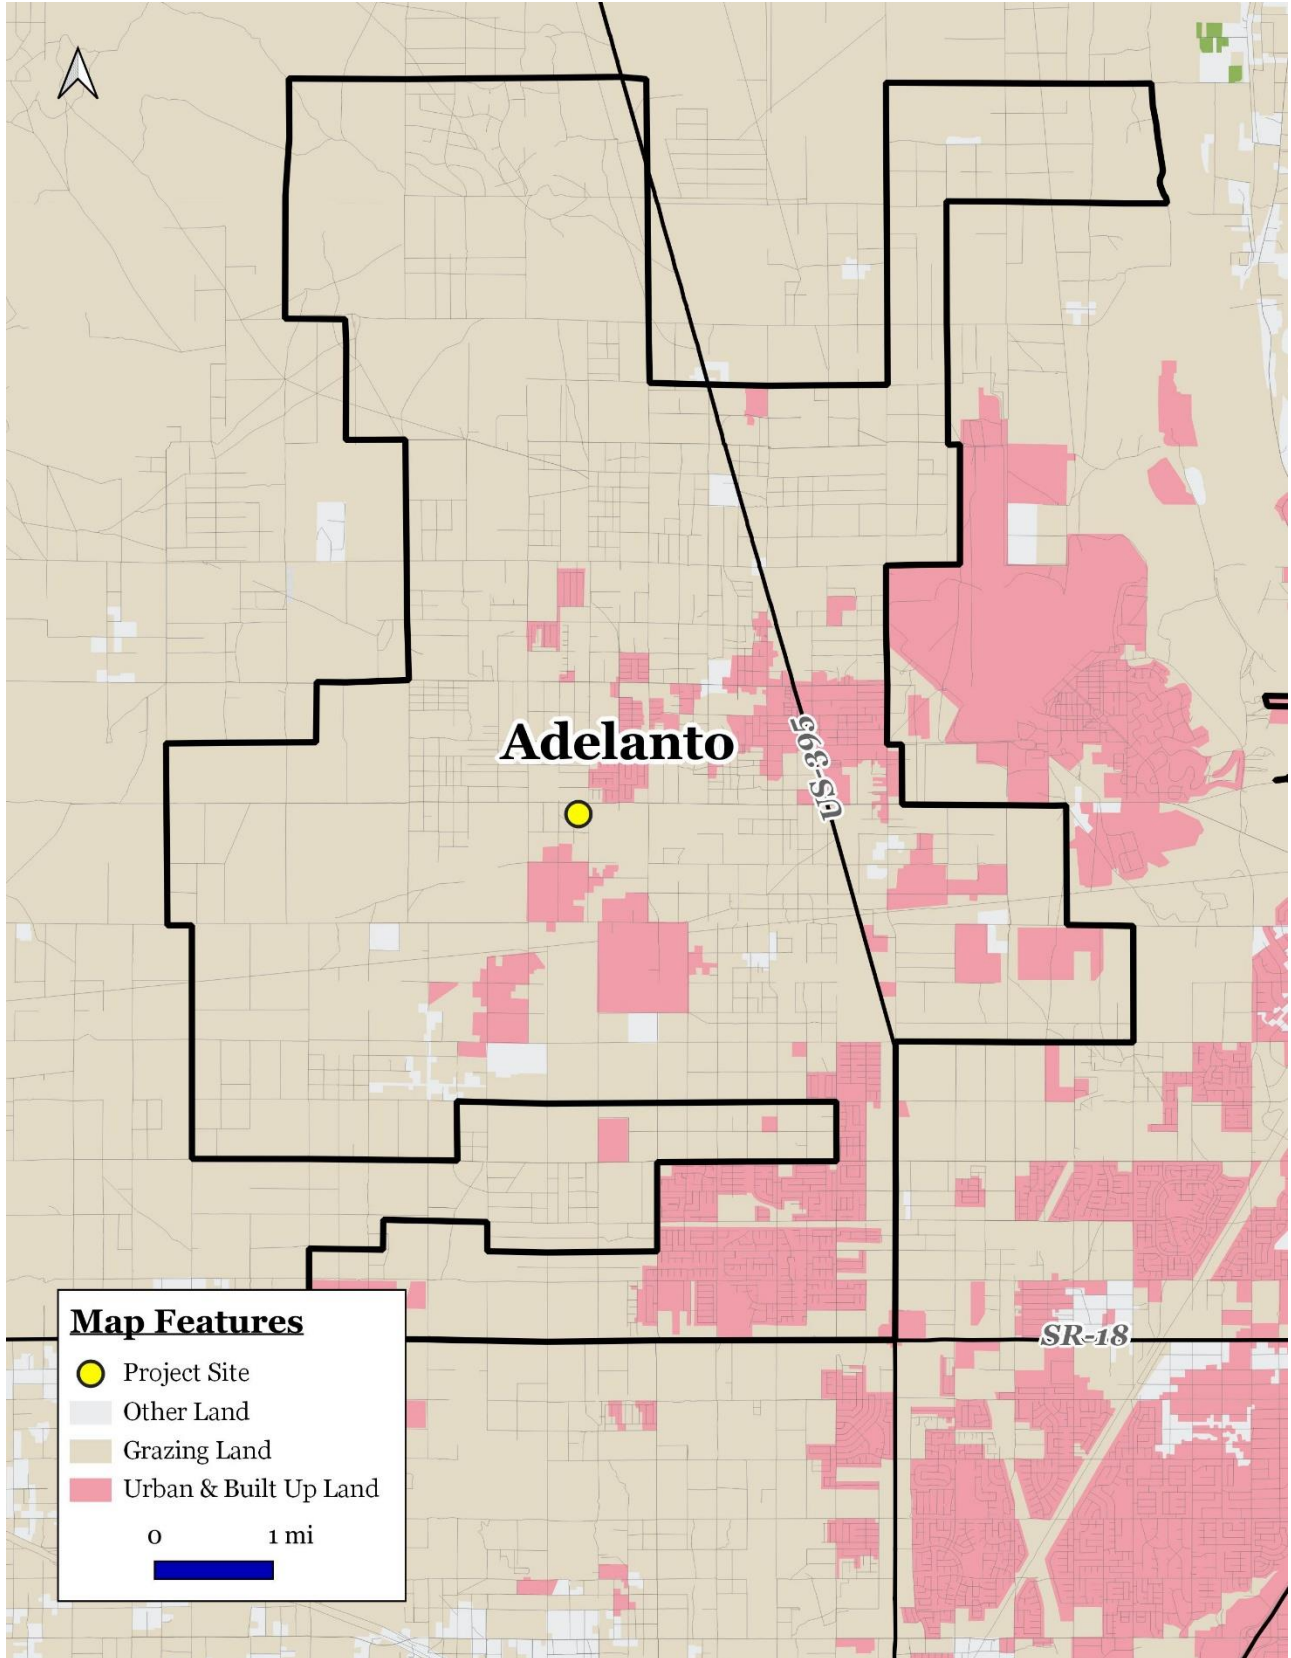 Adelanto
US-395
SR-18
Map Features
Project Site
Other Land
Grazing Land
Urban & Built Up Land
0 1 mi